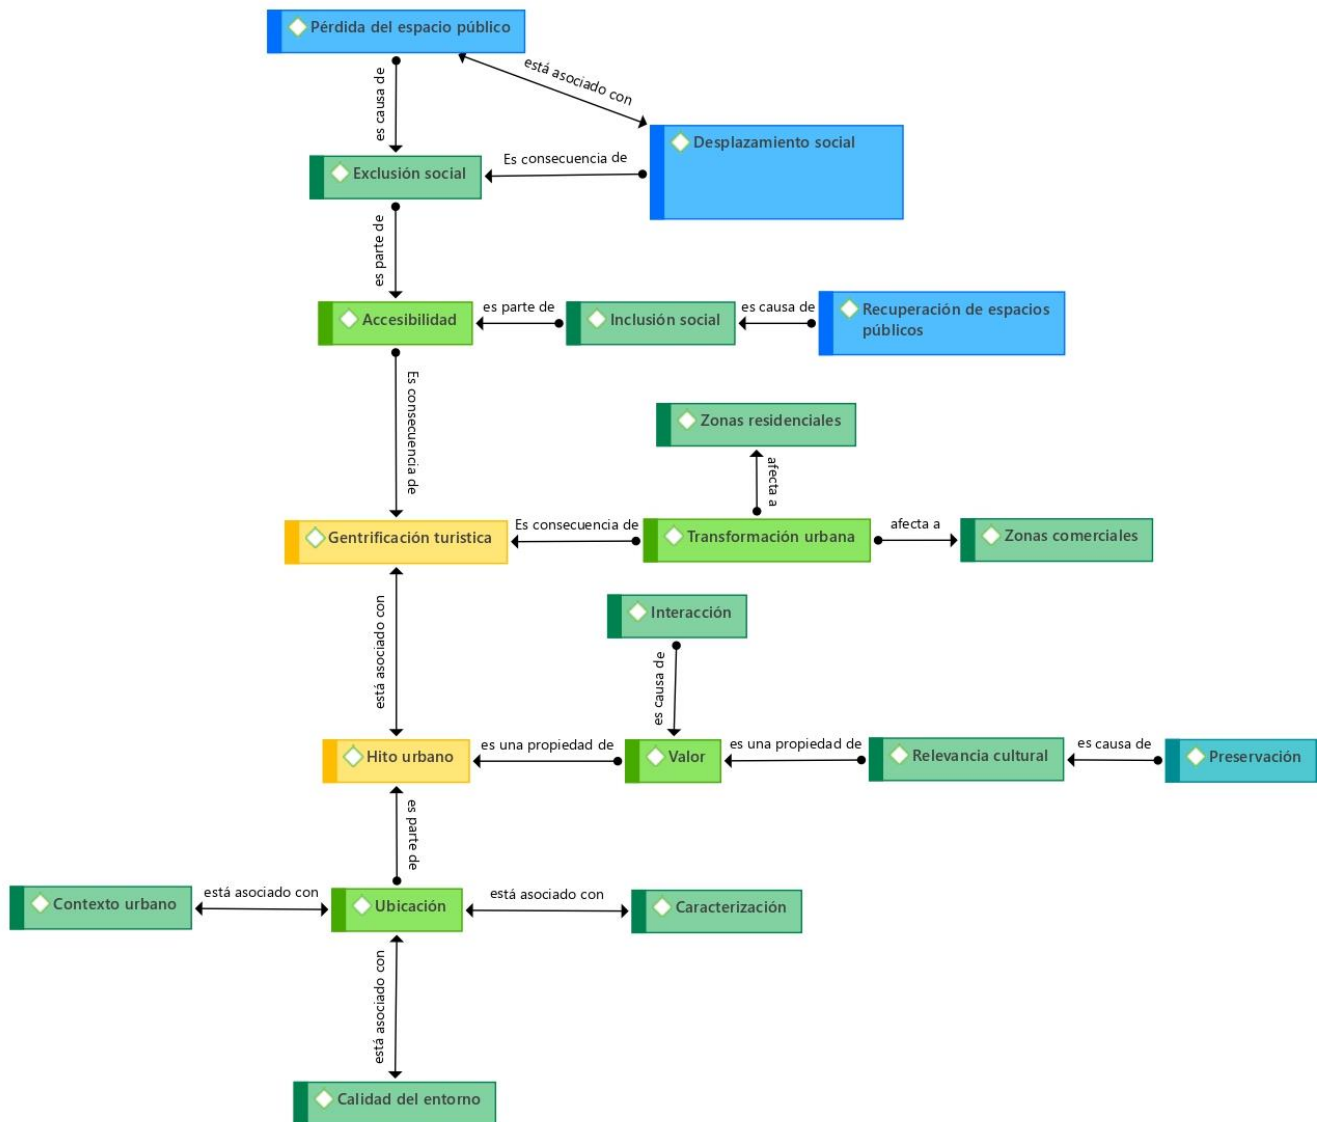 Pérdida del espacio público
está asociado con
es causa de
Desplazamiento social
Es consecuencia de
Exclusión social
es parte de
Accesibilidad
es parte de
Inclusión social
es causa de
Recuperación de espacios
públicos
Es consecuencia de
Zonas residenciales
afecta a
Gentrificación turistica
Es consecuencia de
Transformación urbana
afecta a
Zonas comerciales
está asociado con
Interacción
es causa de
Hito urbano
es una propiedad de
Valor
es una propiedad de
Relevancia cultural
es causa de
Preservación
es parte de
Contexto urbano
está asociado con
Ubicación
está asociado con
Caracterización
está asociado con
Calidad del entorno